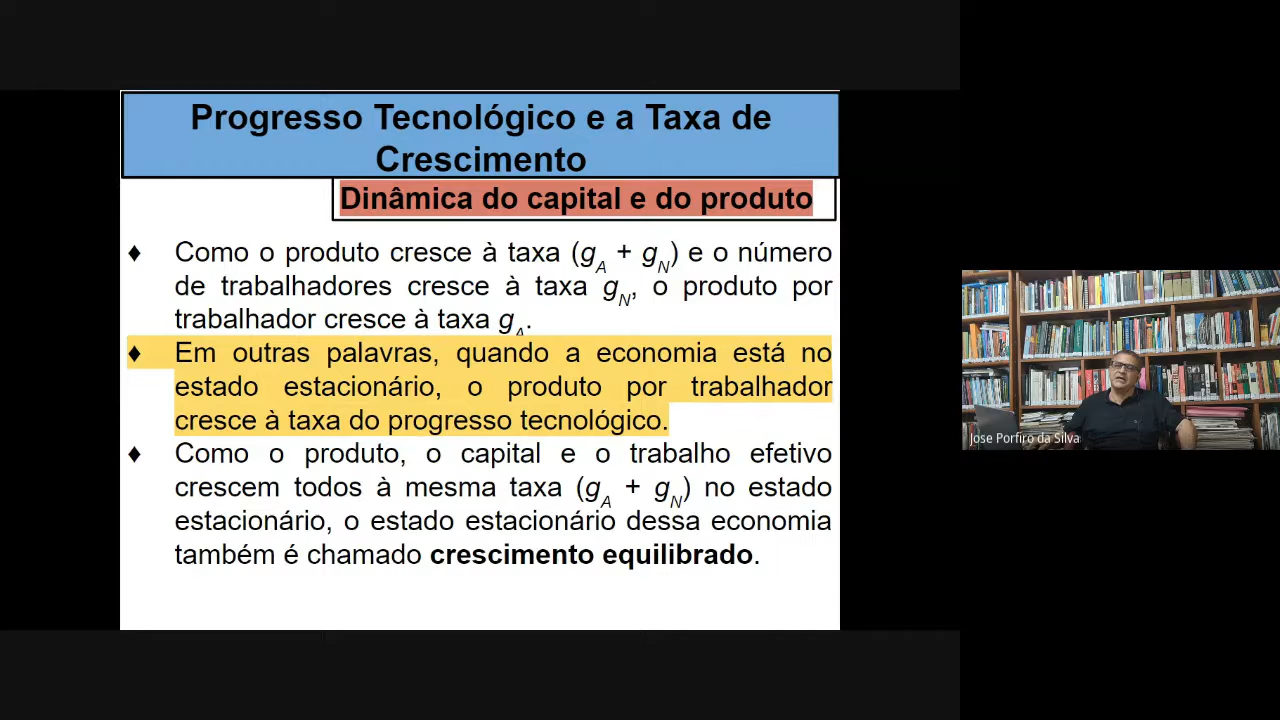 Progresso Tecnológico e a Taxa de
Crescimento
Dinâmica do capital e do produto
♦ Como o produto cresce à taxa (gA + gN) e o número
de trabalhadores cresce à taxa gN, o produto por
trabalhador cresce à taxa gA.
♦ Em outras palavras, quando a economia está no
estado estacionário, o produto por trabalhador
cresce à taxa do progresso tecnológico.
♦ Como o produto, o capital e o trabalho efetivo
crescem todos à mesma taxa (gA + gN) no estado
estacionário, o estado estacionário dessa economia
também é chamado crescimento equilibrado.
Jose Porfiro da Silva